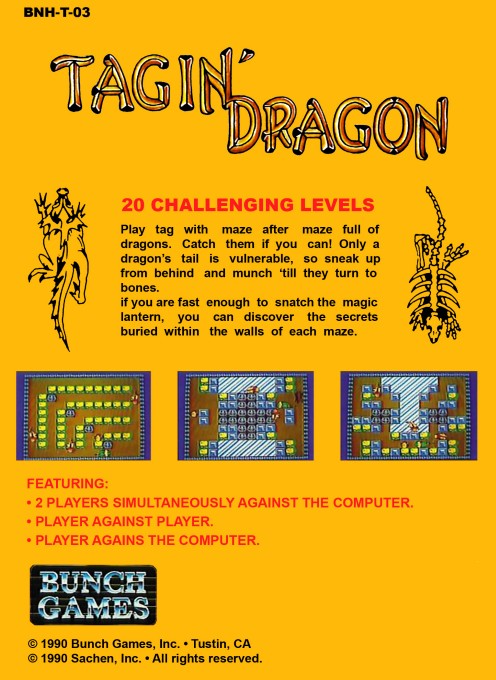 BNH-T-03
TAGIN'
DRAGON
20 CHALLENGING LEVELS
Play tag with maze after maze full of
dragons. Catch them if you can! Only a
dragon's tail is vulnerable, so sneak up
from behind and munch 'till they turn to
bones.
if you are fast enough to snatch the magic
lantern, you can discover the secrets
buried within the walls of each maze.
FEATURING:
• 2 PLAYERS SIMULTANEOUSLY AGAINST THE COMPUTER.
• PLAYER AGAINST PLAYER.
• PLAYER AGAINS THE COMPUTER.
BUNCH
GAMES
© 1990 Bunch Games, Inc. • Tustin, CA
© 1990 Sachen, Inc. • All rights reserved.